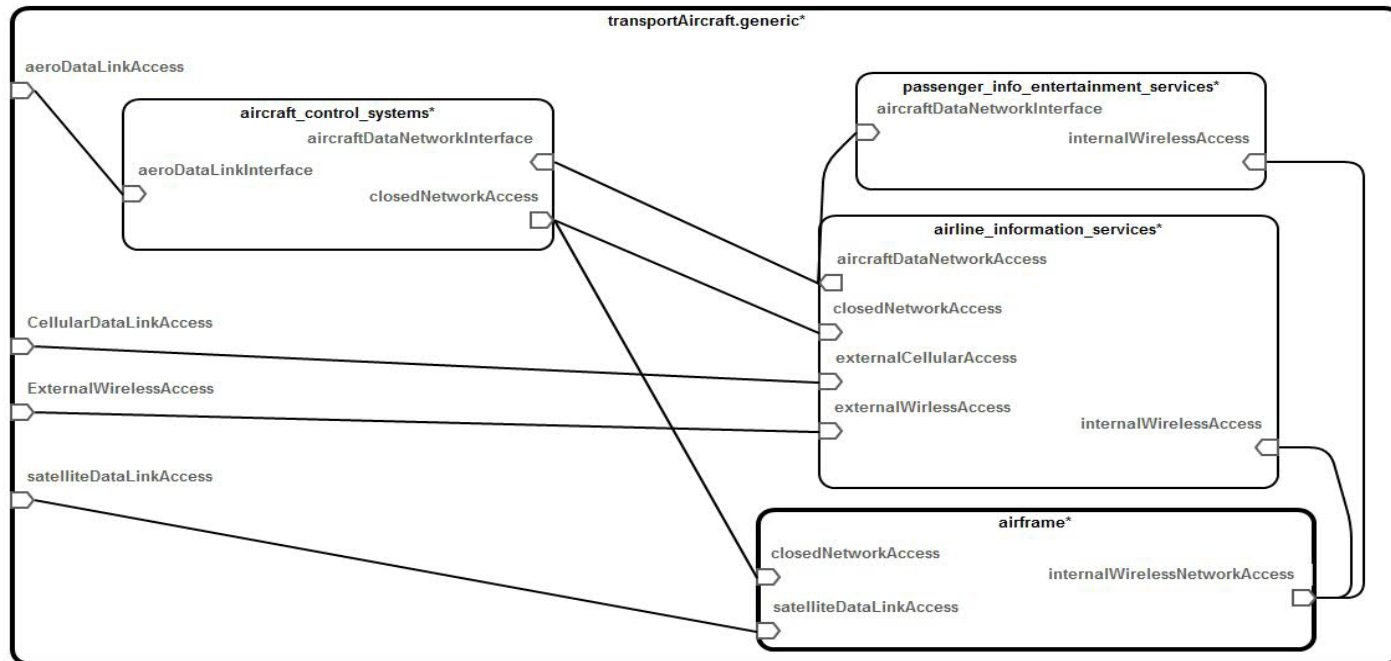 transportAircraft.generic*
aeroDataLinkAccess
aircraft_control_systems*
aircraftDataNetworkInterface
aeroDataLinkInterface
closedNetworkAccess
passenger_info_entertainment_services*
aircraftDataNetworkInterface
internalWirelessAccess
airline_information_services*
aircraftDataNetworkAccess
closedNetworkAccess
externalCellularAccess
externalWirlessAccess
internalWirelessAccess
CellularDataLinkAccess
ExternalWirelessAccess
satelliteDataLinkAccess
airframe*
closedNetworkAccess
internalWirelessNetworkAccess
satelliteDataLinkAccess